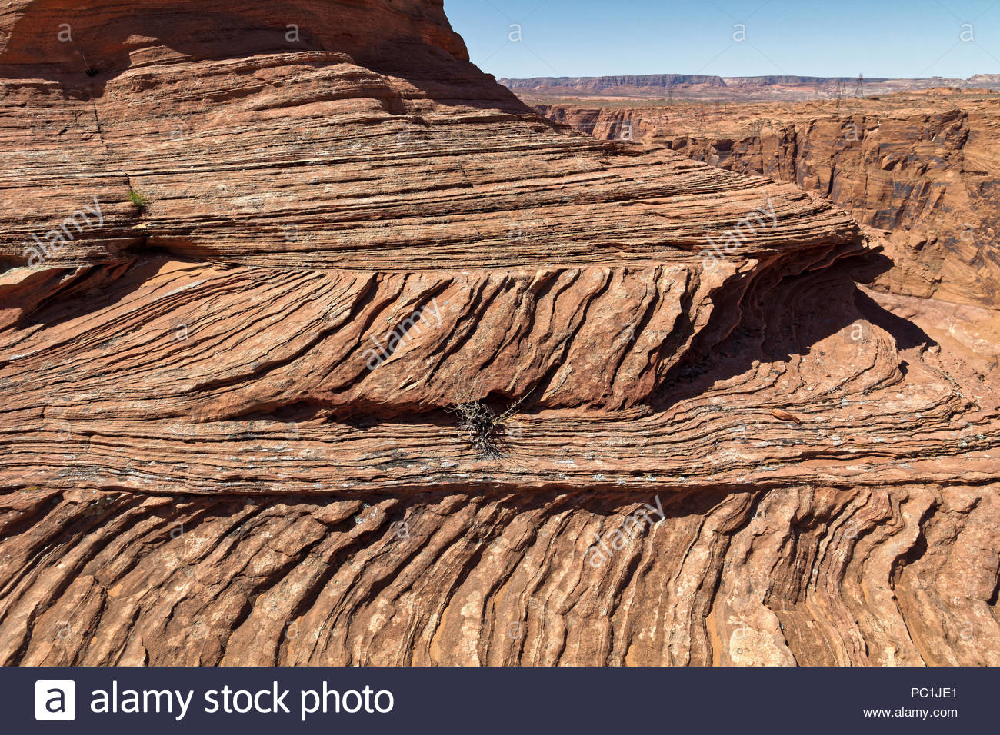 a a a a a
alamy alamy
a a a
a alamy a
a
alamy
a
a a a a
a alamy stock photo
PC1JE1
www.alamy.com